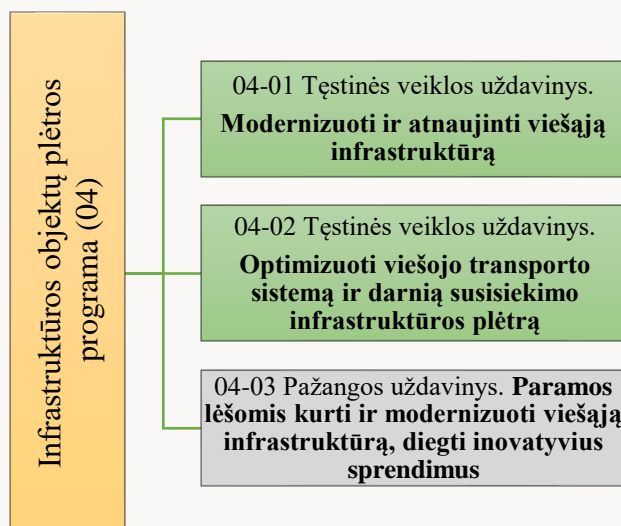 Infrastruktūros objektų plėtros
programa (04)
04-01 Tęstinės veiklos uždavinys.
Modernizuoti ir atnaujinti viešąją
infrastruktūrą
04-02 Tęstinės veiklos uždavinys.
Optimizuoti viešojo transporto
sistemą ir darnią susisiekimo
infrastruktūros plėtrą
04-03 Pažangos uždavinys. Paramos
lėšomis kurti ir modernizuoti viešąją
infrastruktūrą, diegti inovatyvius
sprendimus